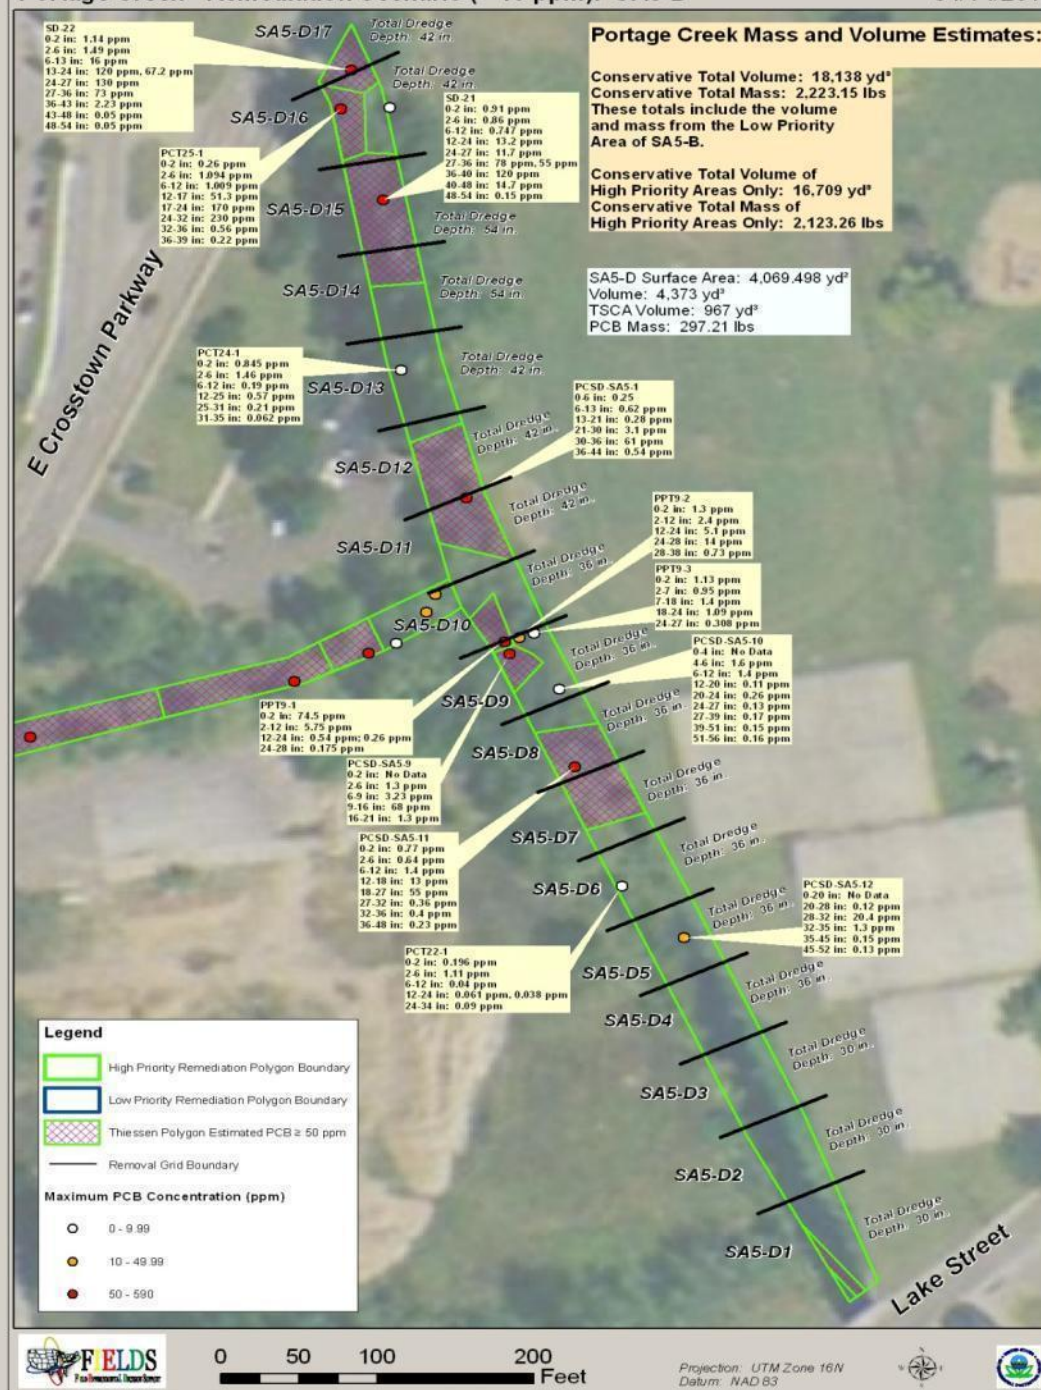 SD-22
0-2 in: 1.14 ppm
2-6 in: 1.49 ppm
6-13 in: 16 ppm
13-24 in: 120 ppm, 67.2 ppm
24-27 in: 130 ppm
27-36 in: 73 ppm
36-43 in: 2.23 ppm
43-48 in: 0.05 ppm
48-54 in: 0.05 ppm
SA5-D17
Total Dredge
Depth: 42 in.
Portage Creek Mass and Volume Estimates:
Conservative Total Volume: 18,138 yd³
Conservative Total Mass: 2,223.15 lbs
These totals include the volume
and mass from the Low Priority
Area of SA5-B.
Conservative Total Volume of
High Priority Areas Only: 16,709 yd³
Conservative Total Mass of
High Priority Areas Only: 2,123.26 lbs
Total Dredge
Depth: 42 in.
SA5-D16
SD-21
0-2 in: 0.91 ppm
2-6 in: 0.86 ppm
6-12 in: 0.747 ppm
12-24 in: 13.2 ppm
24-27 in: 11.7 ppm
27-36 in: 78 ppm, 55 ppm
36-40 in: 120 ppm
40-48 in: 14.7 ppm
48-54 in: 0.15 ppm
PCT25-1
0-2 in: 0.26 ppm
2-6 in: 1.094 ppm
6-12 in: 1.009 ppm
12-17 in: 51.3 ppm
17-24 in: 170 ppm
24-32 in: 230 ppm
32-36 in: 0.56 ppm
36-39 in: 0.22 ppm
SA5-D15
Total Dredge
Depth: 54 in.
SA5-D14
Total Dredge
Depth: 54 in.
SA5-D Surface Area: 4,069.498 yd²
Volume: 4,373 yd³
TSCA Volume: 967 yd³
PCB Mass: 297.21 lbs
E Crosstown Parkway
PCT24-1
0-2 in: 0.845 ppm
2-6 in: 1.46 ppm
6-12 in: 0.19 ppm
12-25 in: 0.57 ppm
25-31 in: 0.21 ppm
31-35 in: 0.062 ppm
SA5-D13
Total Dredge
Depth: 42 in.
PCSD-SA5-1
0-6 in: 0.25
6-13 in: 0.62 ppm
13-21 in: 0.28 ppm
21-30 in: 3.1 ppm
30-36 in: 61 ppm
36-44 in: 0.54 ppm
SA5-D12
Total Dredge
Depth: 42 in.
SA5-D11
Total Dredge
Depth: 42 in.
PPT9-2
0-2 in: 1.3 ppm
2-12 in: 2.4 ppm
12-24 in: 5.1 ppm
24-28 in: 14 ppm
28-38 in: 0.73 ppm
Total Dredge
Depth: 36 in.
PPT9-3
0-2 in: 1.13 ppm
2-7 in: 0.95 ppm
7-18 in: 1.4 ppm
18-24 in: 1.09 ppm
24-27 in: 0.308 ppm
SA5-D10
Total Dredge
Depth: 36 in.
PCSD-SA5-10
0-4 in: No Data
4-6 in: 1.6 ppm
6-12 in: 1.4 ppm
12-20 in: 0.11 ppm
20-24 in: 0.26 ppm
24-27 in: 0.13 ppm
27-39 in: 0.17 ppm
39-51 in: 0.15 ppm
51-56 in: 0.16 ppm
SA5-D9
Total Dredge
Depth: 36 in.
PPT9-1
0-2 in: 74.5 ppm
2-12 in: 5.75 ppm
12-24 in: 0.54 ppm; 0.26 ppm
24-28 in: 0.175 ppm
SA5-D8
PCSD-SA5-9
0-2 in: No Data
2-6 in: 1.3 ppm
6-9 in: 3.23 ppm
9-16 in: 68 ppm
16-21 in: 1.3 ppm
Total Dredge
Depth: 36 in.
PCSD-SA5-11
0-2 in: 0.77 ppm
2-6 in: 0.64 ppm
6-12 in: 1.4 ppm
12-18 in: 13 ppm
18-27 in: 55 ppm
27-32 in: 0.36 ppm
32-36 in: 0.4 ppm
36-48 in: 0.23 ppm
SA5-D7
Total Dredge
Depth: 36 in.
SA5-D6
Total Dredge
Depth: 36 in.
PCSD-SA5-12
0-20 in: No Data
20-28 in: 0.12 ppm
28-32 in: 20.4 ppm
32-35 in: 1.3 ppm
35-45 in: 0.15 ppm
45-52 in: 0.13 ppm
PCT22-1
0-2 in: 0.196 ppm
2-6 in: 1.11 ppm
6-12 in: 0.04 ppm
12-24 in: 0.061 ppm, 0.038 ppm
24-34 in: 0.09 ppm
SA5-D5
Total Dredge
Depth: 36 in.
SA5-D4
Total Dredge
Depth: 30 in.
SA5-D3
Total Dredge
Depth: 30 in.
SA5-D2
Total Dredge
Depth: 30 in.
SA5-D1
Lake Street
Legend
High Priority Remediation Polygon Boundary
Low Priority Remediation Polygon Boundary
Thiessen Polygon Estimated PCB ≥ 50 ppm
Removal Grid Boundary
Maximum PCB Concentration (ppm)
0 - 9.99
10 - 49.99
50 - 590
FIELDS
0 50 100 200
Feet
Projection: UTM Zone 16N
Datum: NAD 83